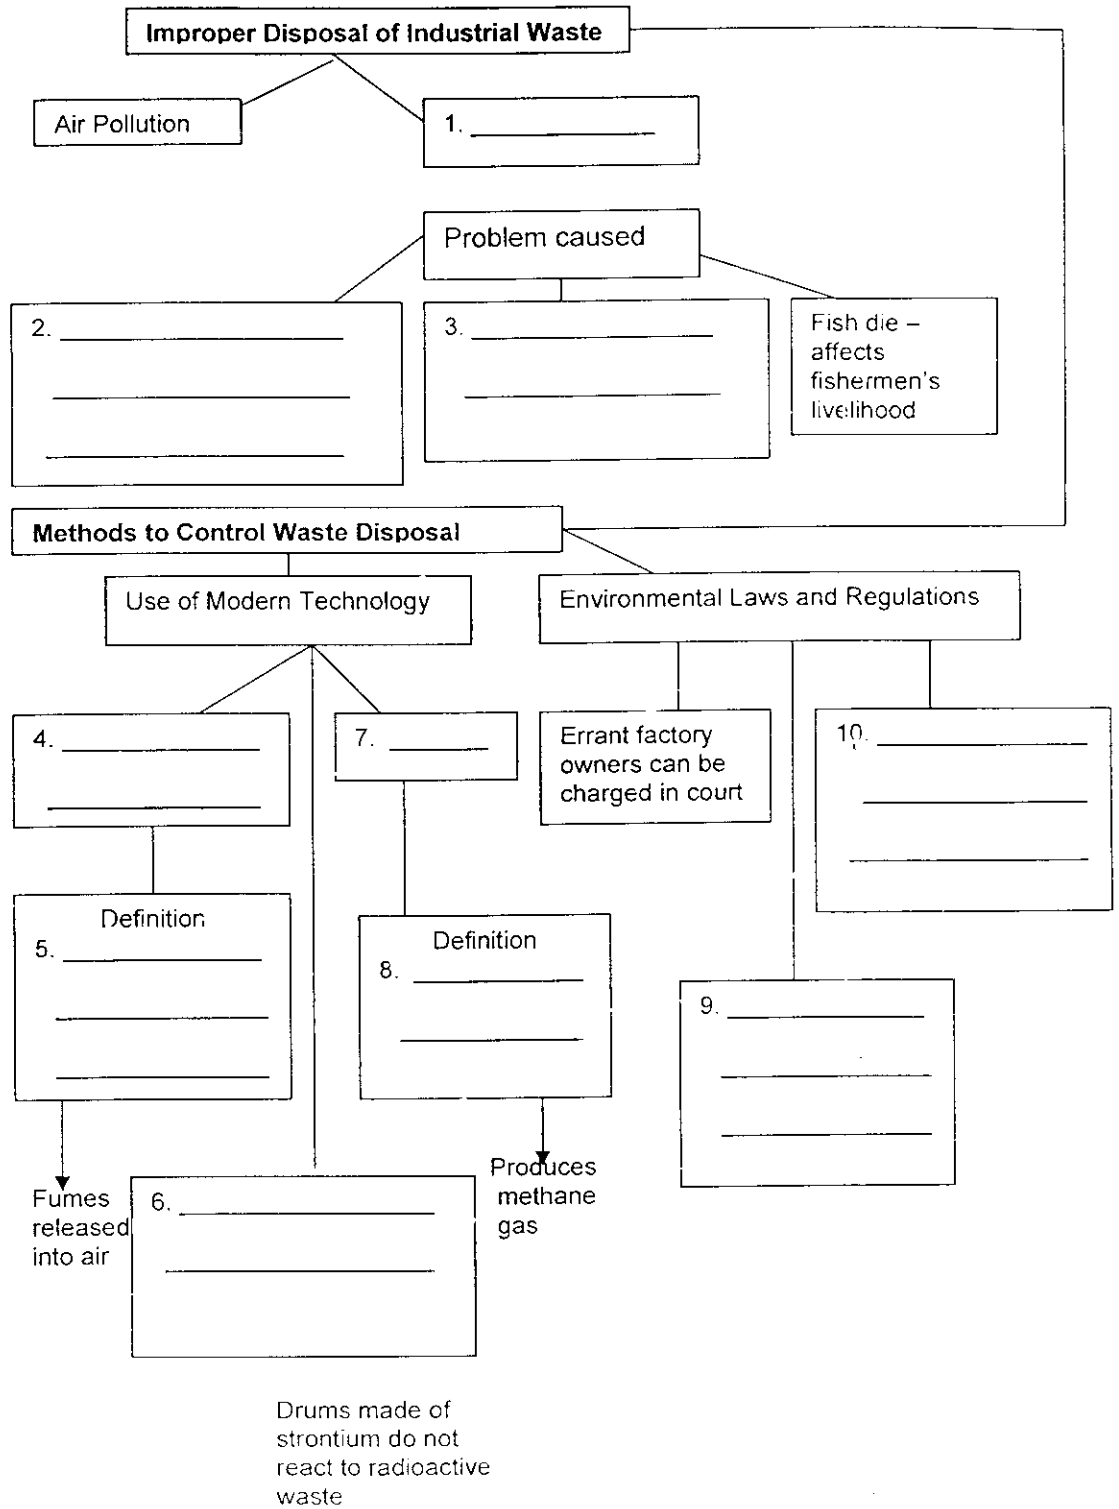 Improper Disposal of Industrial Waste
Air Pollution
1.
Problem caused
2.
3.
Fish die –
affects
fishermen's
livelihood
Methods to Control Waste Disposal
Use of Modern Technology
Environmental Laws and Regulations
4.
7.
Errant factory
owners can be
charged in court
10.
Definition
5.
Definition
8.
9.
Fumes
released
into air
6.
Produces
methane
gas
Drums made of
strontium do not
react to radioactive
waste